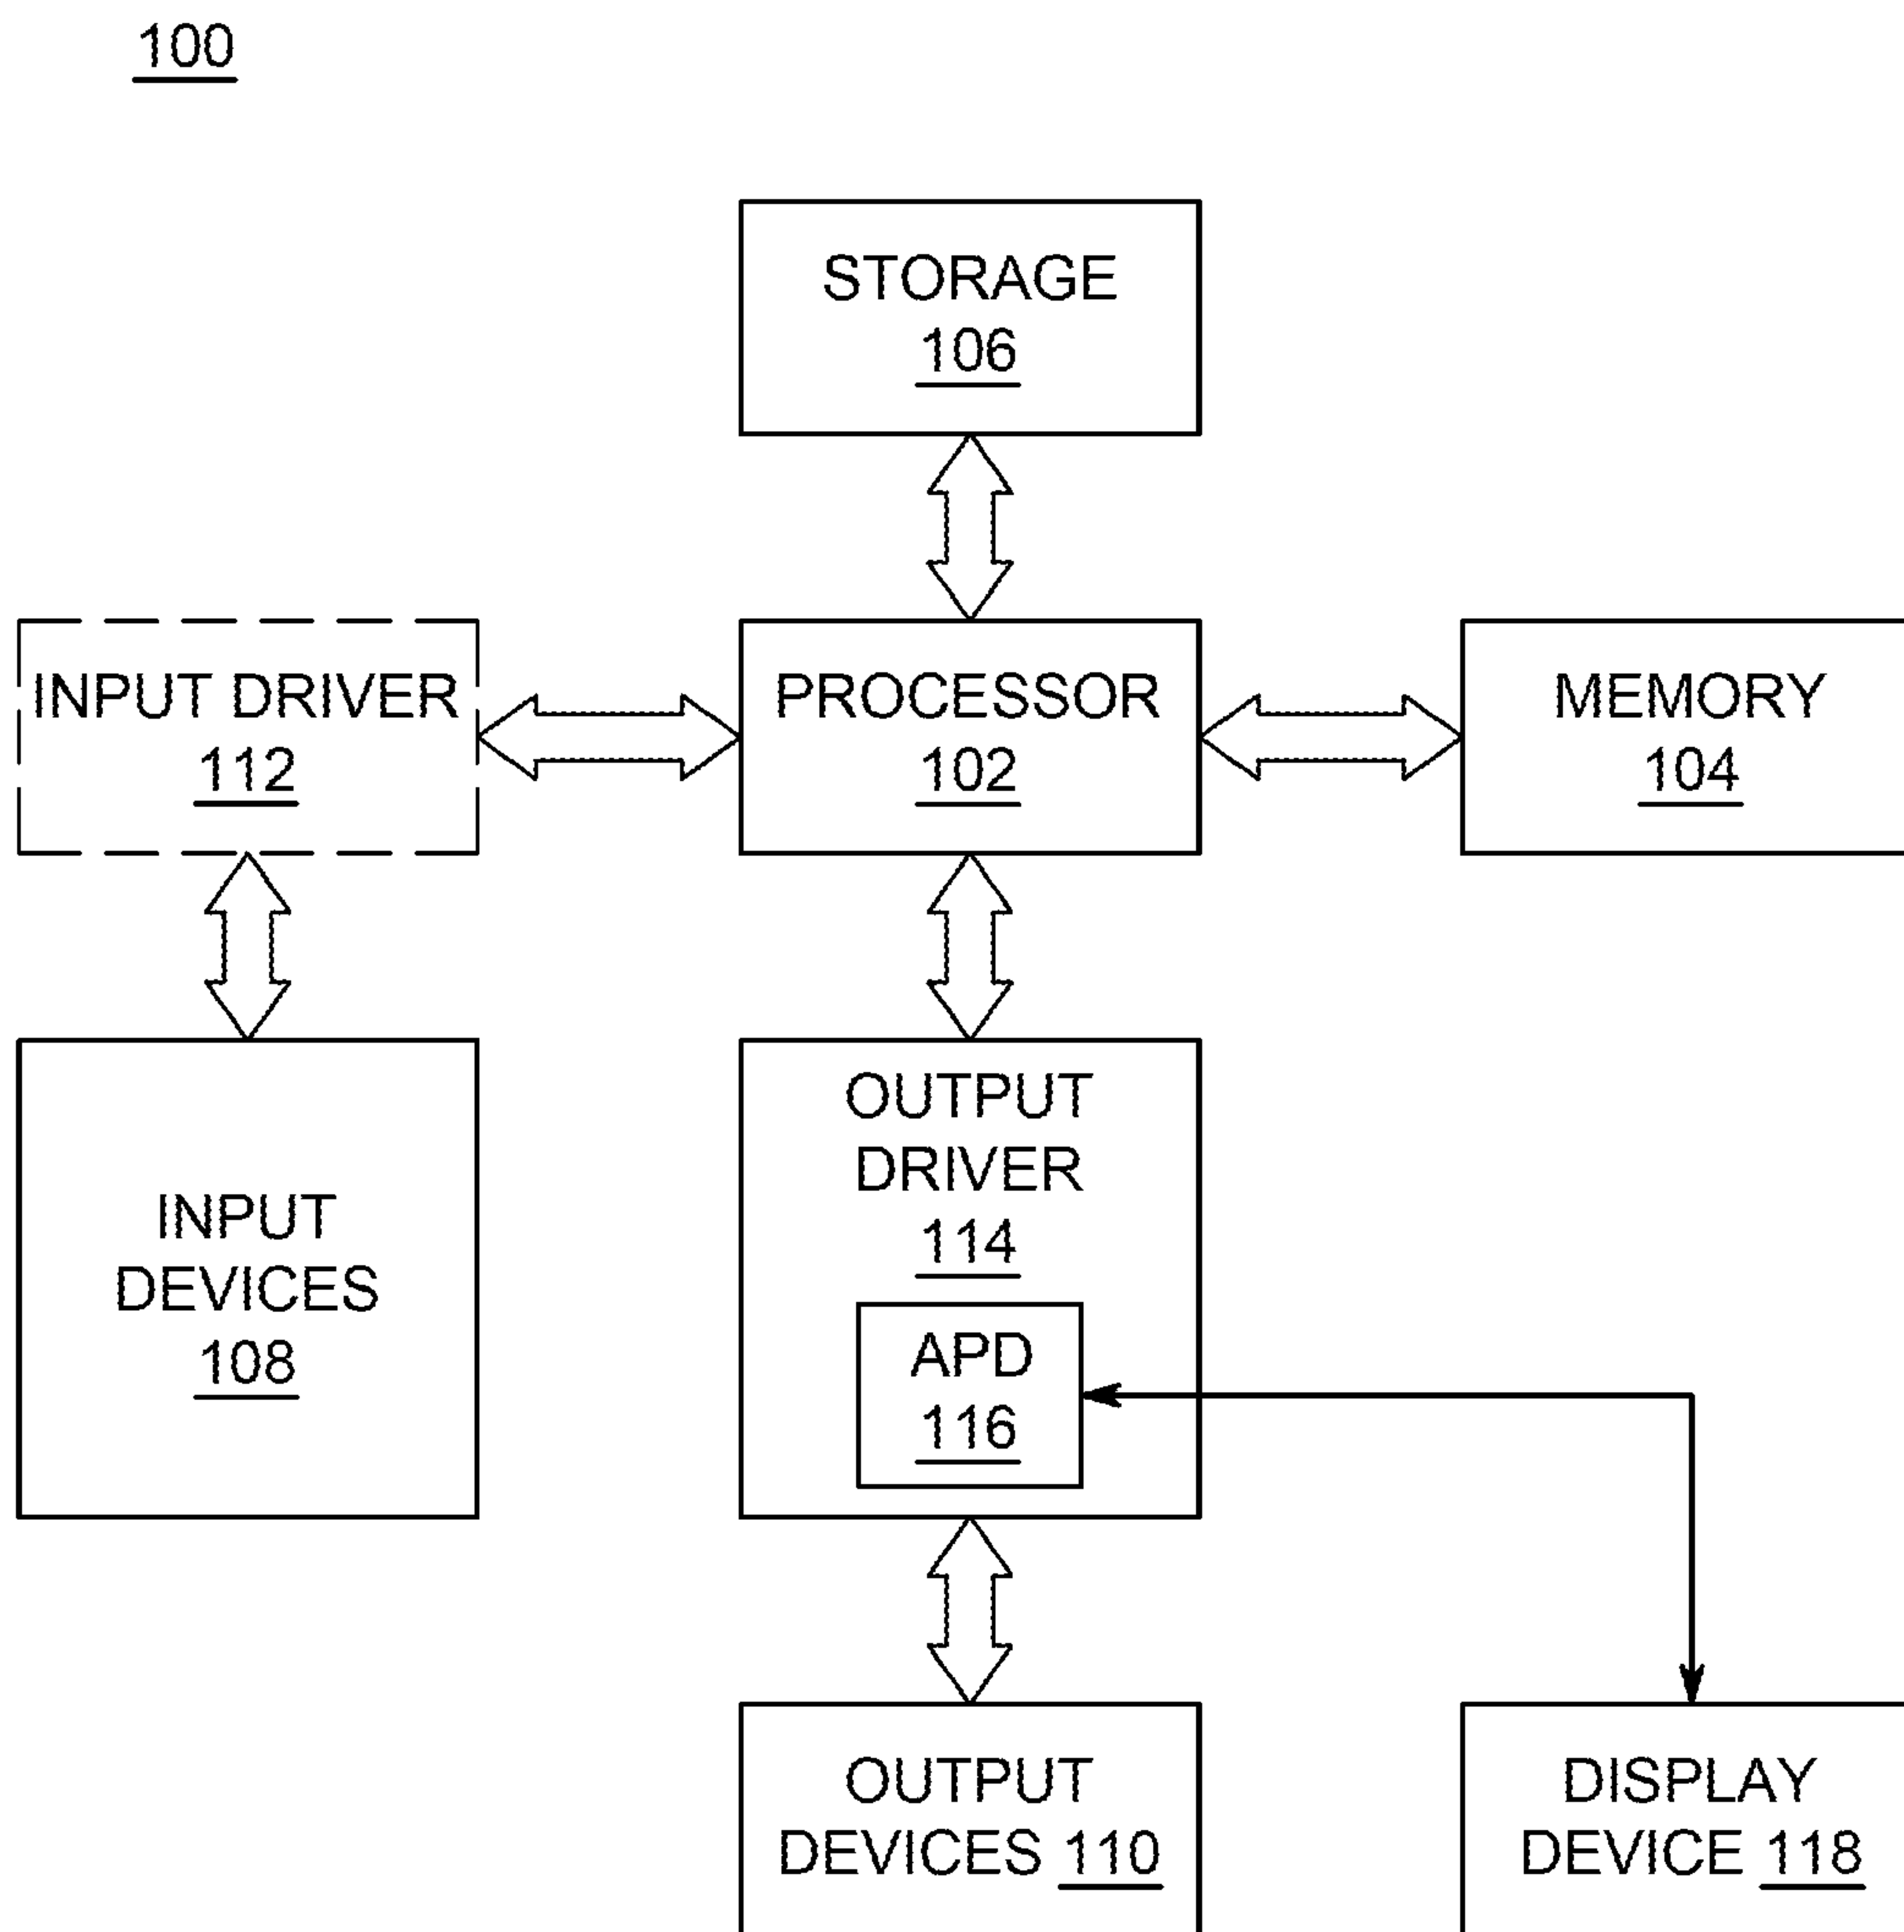 100
STORAGE
106
INPUT DRIVER
112
PROCESSOR
102
MEMORY
104
INPUT
DEVICES
108
OUTPUT
DRIVER
114
APD
116
OUTPUT
DEVICES 110
DISPLAY
DEVICE 118